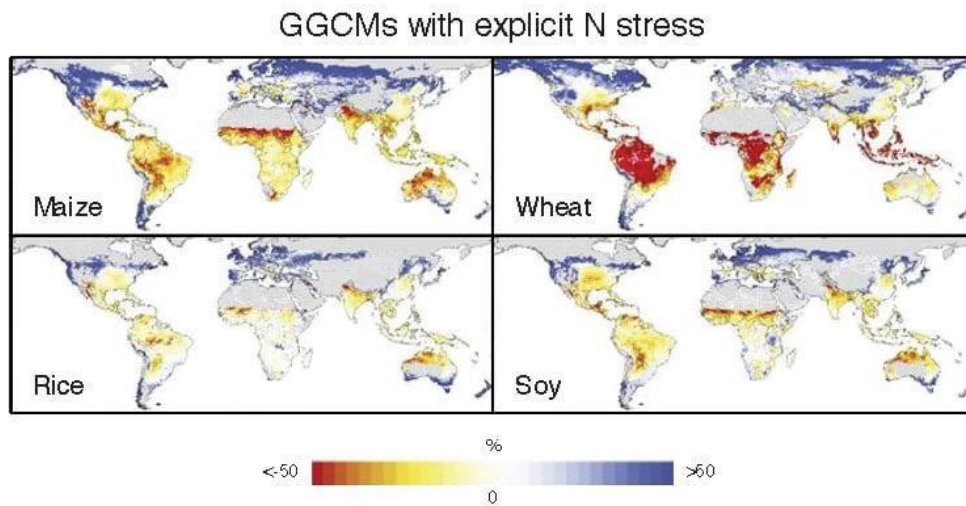 GGCMs with explicit N stress
Maize
Wheat
Rice
Soy
%
<-50
>50
0